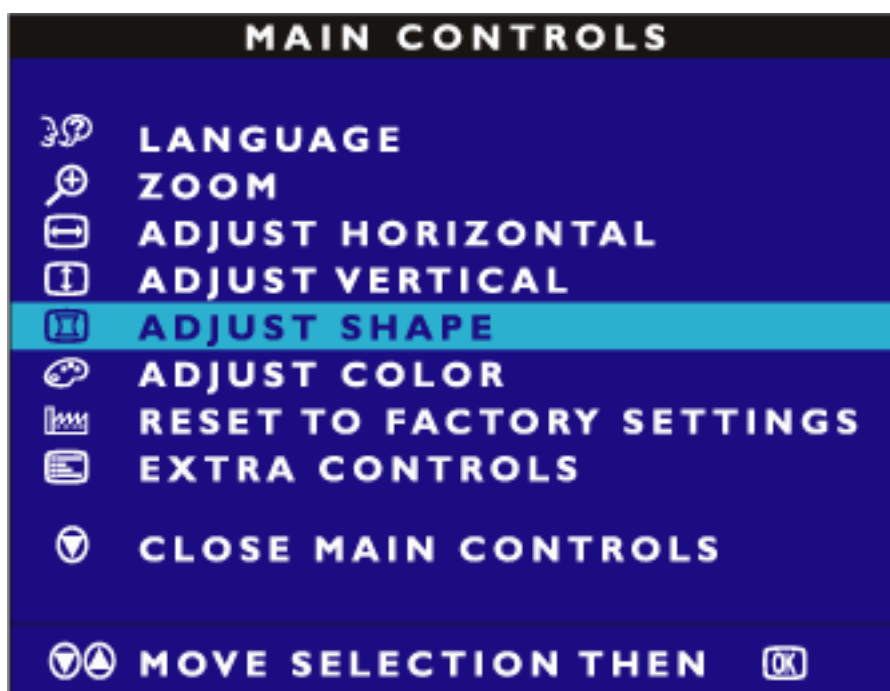 MAIN CONTROLS
LANGUAGE
ZOOM
ADJUST HORIZONTAL
ADJUST VERTICAL
ADJUST SHAPE
ADJUST COLOR
RESET TO FACTORY SETTINGS
EXTRA CONTROLS
CLOSE MAIN CONTROLS
MOVE SELECTION THEN OK